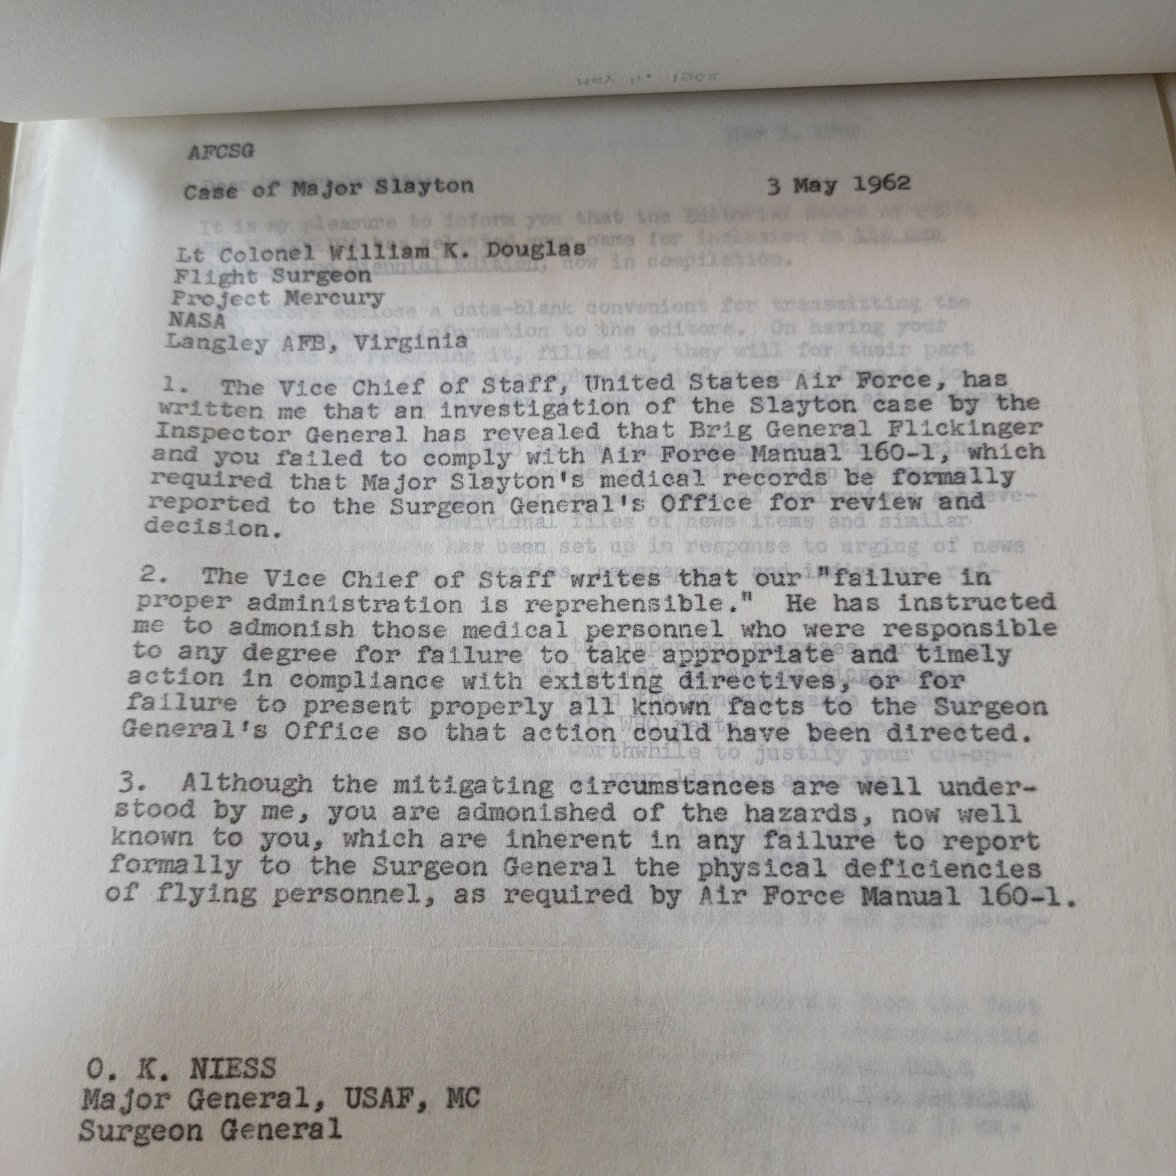 AFCSG
Case of Major Slayton 3 May 1962
Lt Colonel William K. Douglas
Flight Surgeon
Project Mercury
NASA
Langley AFB, Virginia
1. The Vice Chief of Staff, United States Air Force, has
written me that an investigation of the Slayton case by the
Inspector General has revealed that Brig General Flickinger
and you failed to comply with Air Force Manual 160-1, which
required that Major Slayton's medical records be formally
reported to the Surgeon General's Office for review and
decision.
2. The Vice Chief of Staff writes that our "failure in
proper administration is reprehensible." He has instructed
me to admonish those medical personnel who were responsible
to any degree for failure to take appropriate and timely
action in compliance with existing directives, or for
failure to present properly all known facts to the Surgeon
General's Office so that action could have been directed.
3. Although the mitigating circumstances are well under-
stood by me, you are admonished of the hazards, now well
known to you, which are inherent in any failure to report
formally to the Surgeon General the physical deficiencies
of flying personnel, as required by Air Force Manual 160-1.
O. K. NIESS
Major General, USAF, MC
Surgeon General